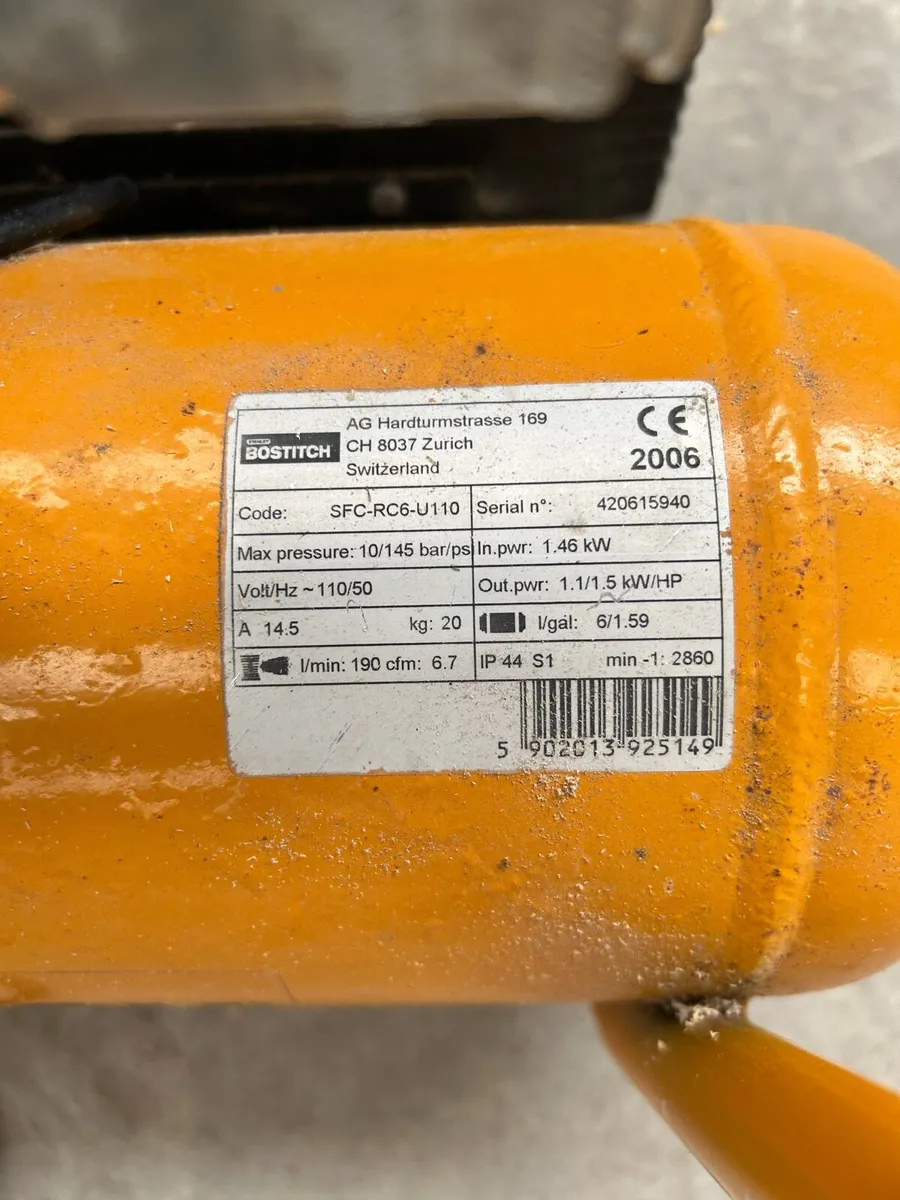 AG Hardturmstrasse 169
STANLEY
BOSTITCH
CH 8037 Zurich
Switzerland
CE
2006
Code: SFC-RC6-U110
Serial n°: 420615940
Max pressure: 10/145 bar/psi
In.pwr: 1.46 kW
Volt/Hz ~ 110/50
Out.pwr: 1.1/1.5 kW/HP
A 14.5 kg: 20
l/gal: 6/1.59
l/min: 190 cfm: 6.7
IP 44 S1 min -1: 2860
5 902013 925149